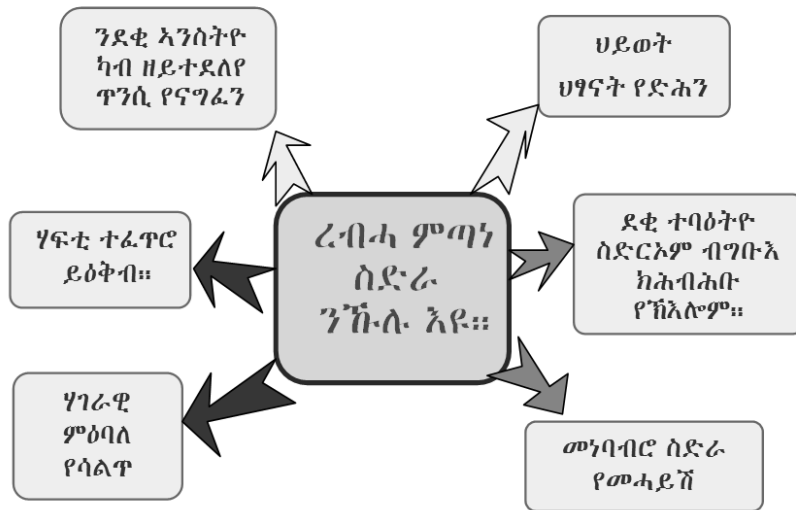 ንደቂ ኣንስትዮ
ካብ ዘይተደለየ
ጥንሲ የናግፈን
ህይወት
ህፃናት የድሕን
ረብሓ ምጣነ
ስድራ
ንኹሉ እዩ።
ሃፍቲ ተፈጥሮ
ይዕቅብ።
ደቂ ተባዕትዮ
ስድርኦም ብግቡእ
ክሕብሕቡ
የኽእሎም።
ሃገራዊ
ምዕባለ
የሳልጥ
መነባብሮ ስድራ
የመሓይሽ